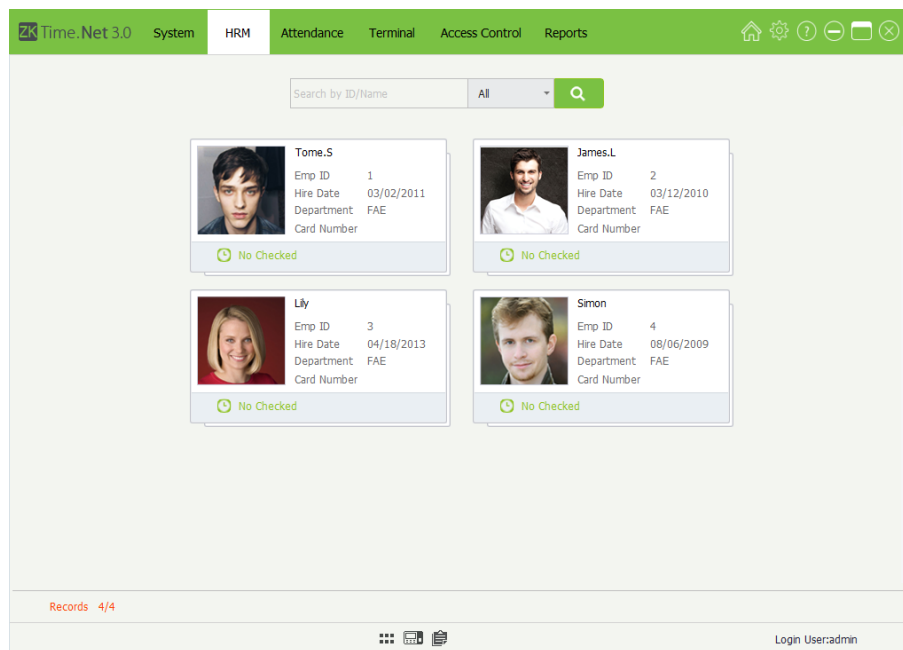 ZKTime.Net 3.0 System HRM Attendance Terminal Access Control Reports
Search by ID/Name All
Tome.S
Emp ID 1
Hire Date 03/02/2011
Department FAE
Card Number
No Checked
James.L
Emp ID 2
Hire Date 03/12/2010
Department FAE
Card Number
No Checked
Lily
Emp ID 3
Hire Date 04/18/2013
Department FAE
Card Number
No Checked
Simon
Emp ID 4
Hire Date 08/06/2009
Department FAE
Card Number
No Checked
Records 4/4
Login User:admin